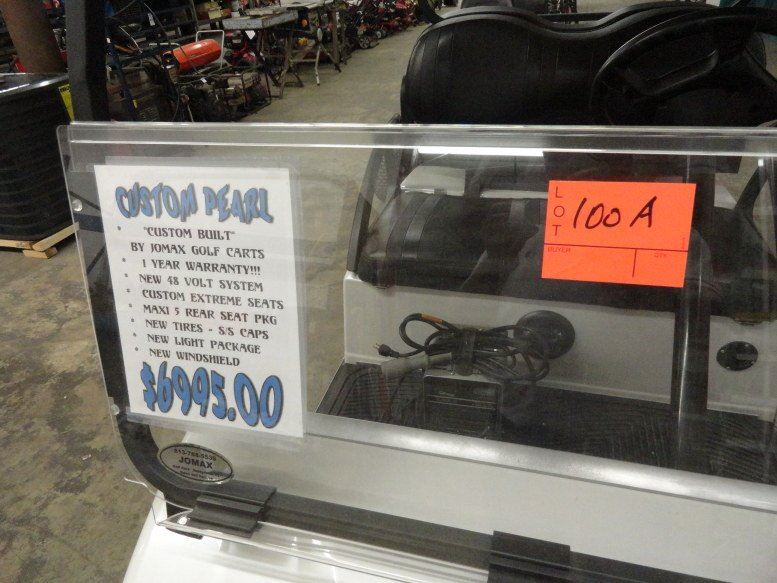 CUSTOM PEARL
* "CUSTOM BUILT"
BY JOMAX GOLF CARTS
* 1 YEAR WARRANTY!!!
* NEW 48 VOLT SYSTEM
* CUSTOM EXTREME SEATS
* MAXI 5 REAR SEAT PKG
* NEW TIRES - S/S CAPS
* NEW LIGHT PACKAGE
* NEW WINDSHIELD
$6995.00
LOT 100A
BUYER QTY.
JOMAX